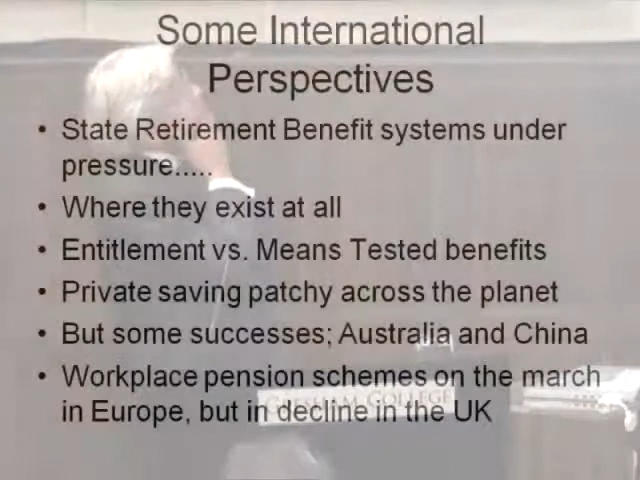 Some International
Perspectives
• State Retirement Benefit systems under
pressure.....
• Where they exist at all
• Entitlement vs. Means Tested benefits
• Private saving patchy across the planet
• But some successes; Australia and China
• Workplace pension schemes on the march
in Europe, but in decline in the UK
GRESHAM COLLEGE